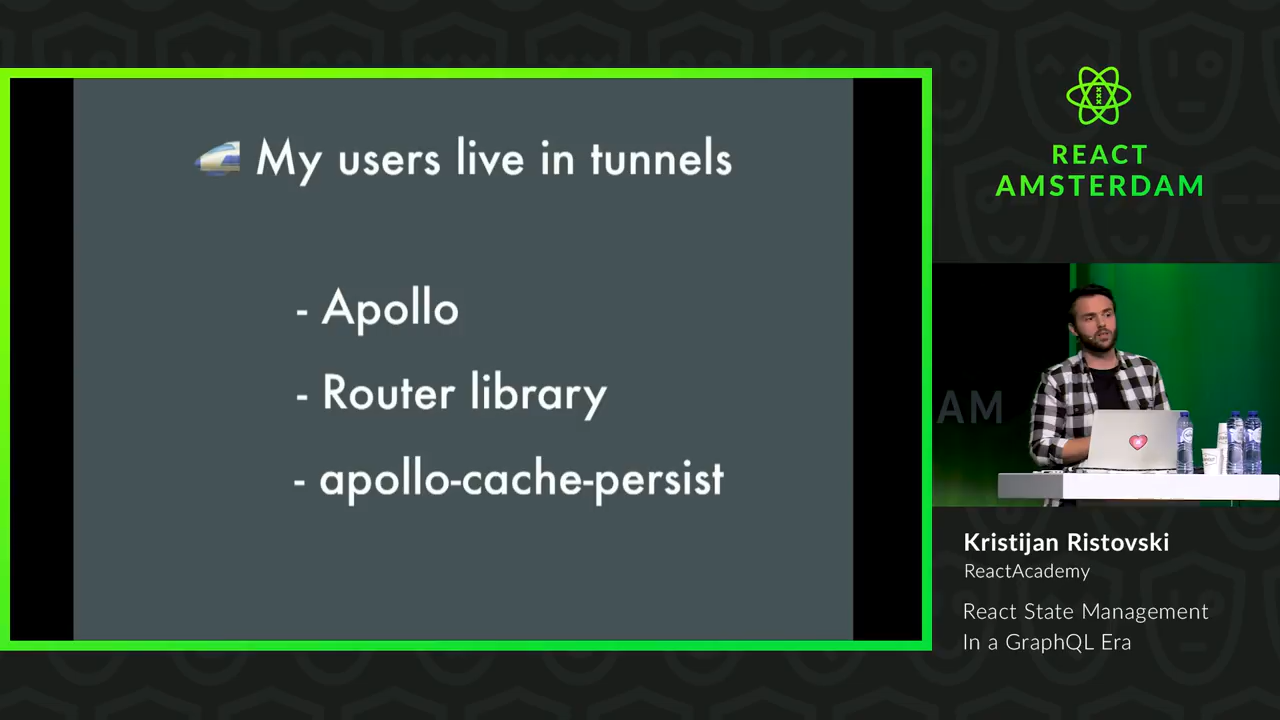 🚅 My users live in tunnels
- Apollo
- Router library
- apollo-cache-persist
REACT
AMSTERDAM
AM
Kristijan Ristovski
ReactAcademy
React State Management
In a GraphQL Era